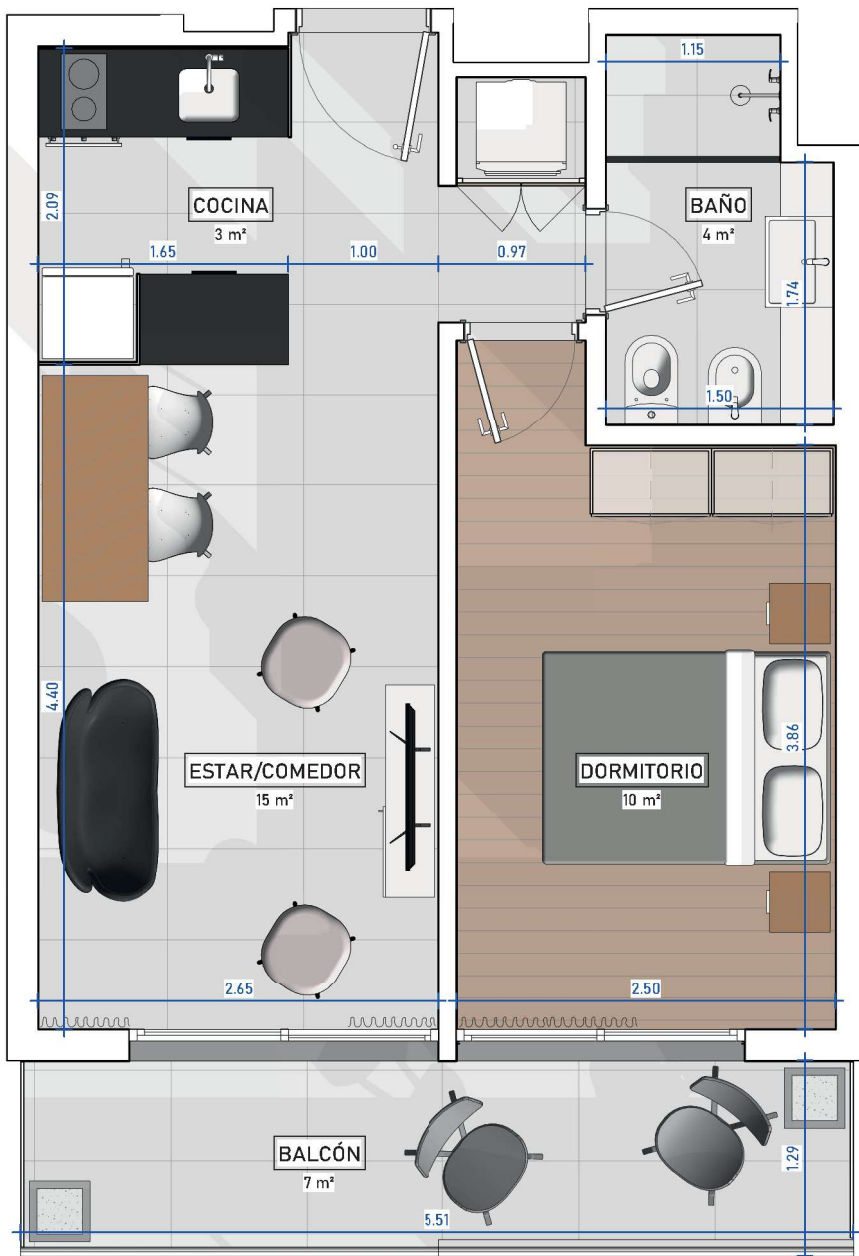 1.15
COCINA
3 m²
BAÑO
4 m²
2.09
1.65
1.00
0.97
1.74
1.50
4.40
ESTAR/COMEDOR
15 m²
DORMITORIO
10 m²
3.86
2.65
2.50
BALCÓN
7 m²
1.29
5.51